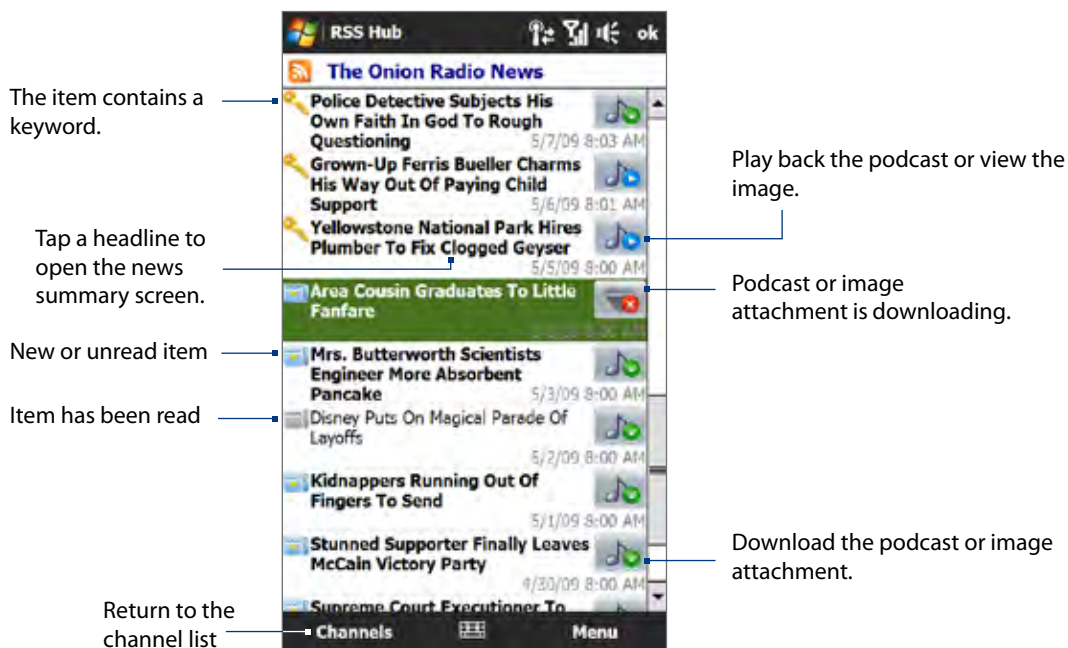 RSS Hub
ok
The Onion Radio News
Police Detective Subjects His
Own Faith In God To Rough
Questioning
5/7/09 8:03 AM
Grown-Up Ferris Bueller Charms
His Way Out Of Paying Child
Support
5/6/09 8:01 AM
Yellowstone National Park Hires
Plumber To Fix Clogged Geyser
5/5/09 8:00 AM
Area Cousin Graduates To Little
Fanfare
Mrs. Butterworth Scientists
Engineer More Absorbent
Pancake
5/3/09 8:00 AM
Disney Puts On Magical Parade Of
Layoffs
5/2/09 8:00 AM
Kidnappers Running Out Of
Fingers To Send
5/1/09 8:00 AM
Stunned Supporter Finally Leaves
McCain Victory Party
4/30/09 8:00 AM
Supreme Court Executioner To
Channels
Menu
The item contains a
keyword.
Tap a headline to
open the news
summary screen.
New or unread item
Item has been read
Return to the
channel list
Play back the podcast or view the
image.
Podcast or image
attachment is downloading.
Download the podcast or image
attachment.